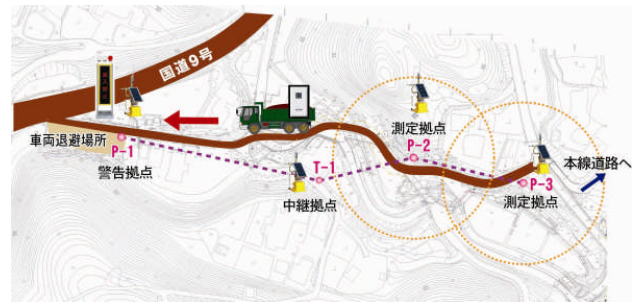 国道9号
車両退避場所
P-1
警告拠点
T-1
中継拠点
測定拠点
P-2
P-3
測定拠点
本線道路へ